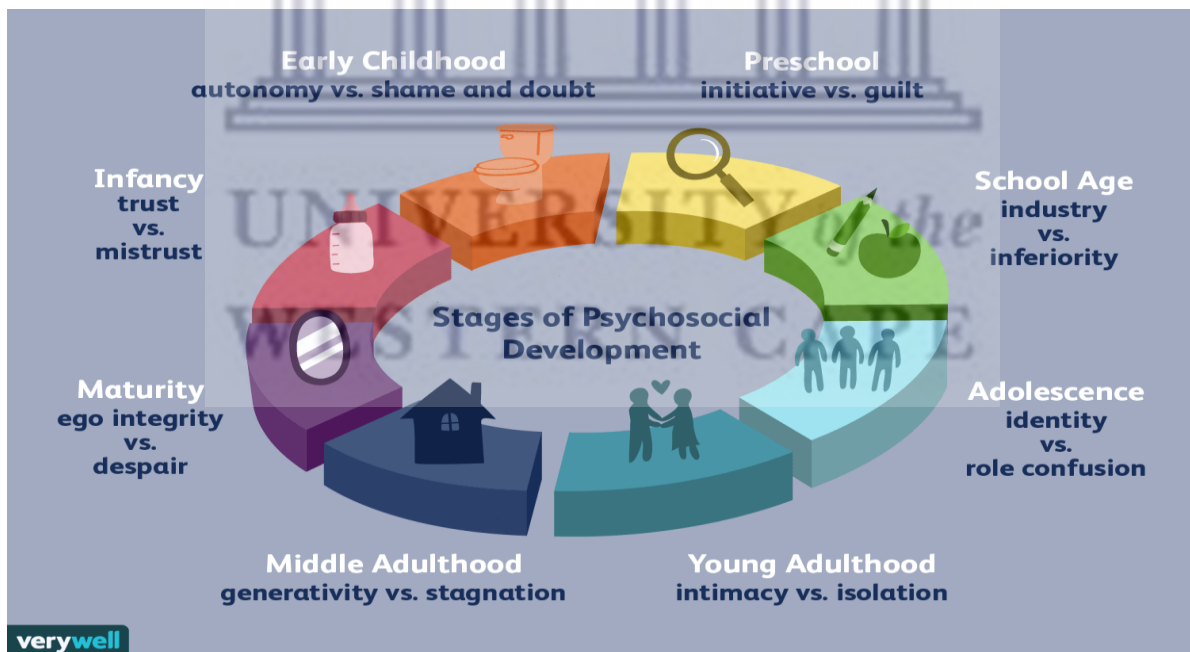 Early Childhood
autonomy vs. shame and doubt
Preschool
initiative vs. guilt
Infancy
trust
vs.
mistrust
School Age
industry
vs.
inferiority
UNIVERSITY of the
WESTERN CAPE
Stages of Psychosocial
Development
Maturity
ego integrity
vs.
despair
Adolescence
identity
vs.
role confusion
Middle Adulthood
generativity vs. stagnation
Young Adulthood
intimacy vs. isolation
verywell